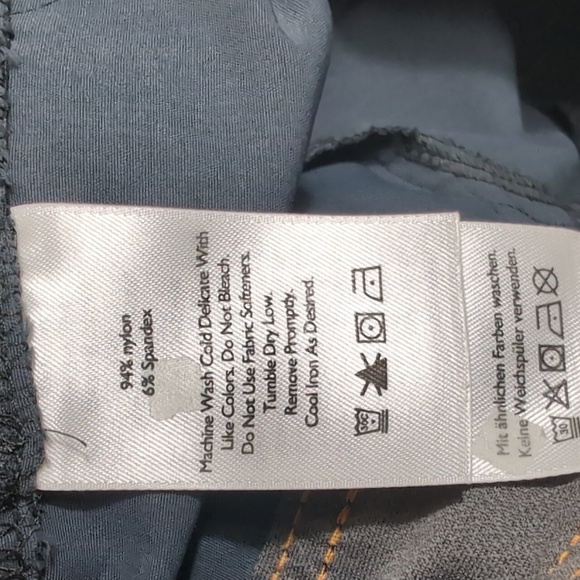 94% nylon
6% Spandex
Machine Wash Cold Delicate With
Like Colors. Do Not Bleach.
Do Not Use Fabric Softeners.
Tumble Dry Low.
Remove Promptly.
Cool Iron As Desired.
30C
Mit ähnlichen Farben waschen.
Keine Weichspüler verwenden.
30